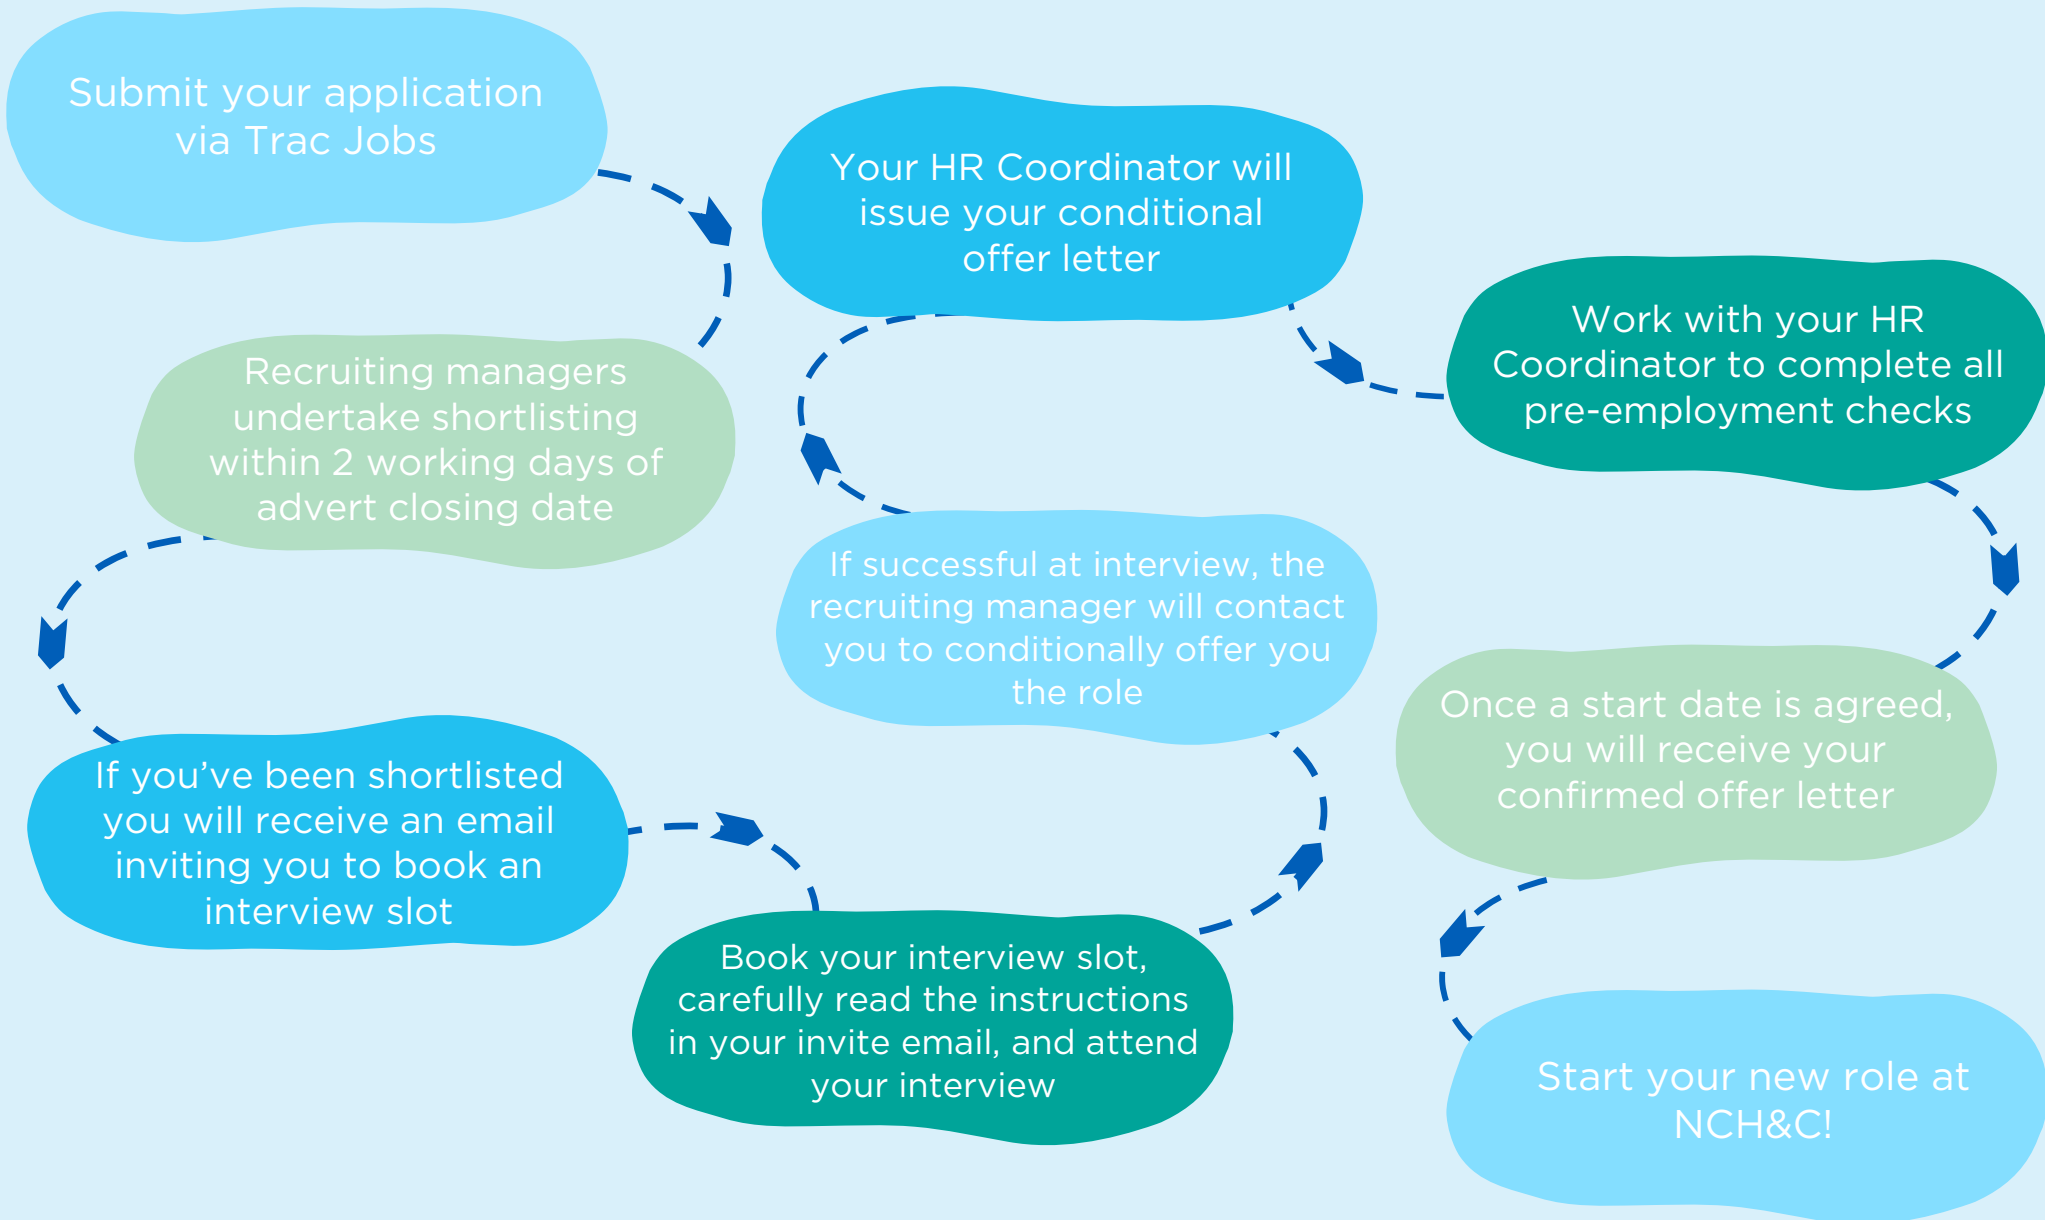 Submit your application
via Trac Jobs
Recruiting managers
undertake shortlisting
within 2 working days of
advert closing date
If you’ve been shortlisted
you will receive an email
inviting you to book an
interview slot
Book your interview slot,
carefully read the instructions
in your invite email, and attend
your interview
If successful at interview, the
recruiting manager will contact
you to conditionally offer you
the role
Your HR Coordinator will
issue your conditional
offer letter
Work with your HR
Coordinator to complete all
pre-employment checks
Once a start date is agreed,
you will receive your
confirmed offer letter
Start your new role at
NCH&C!